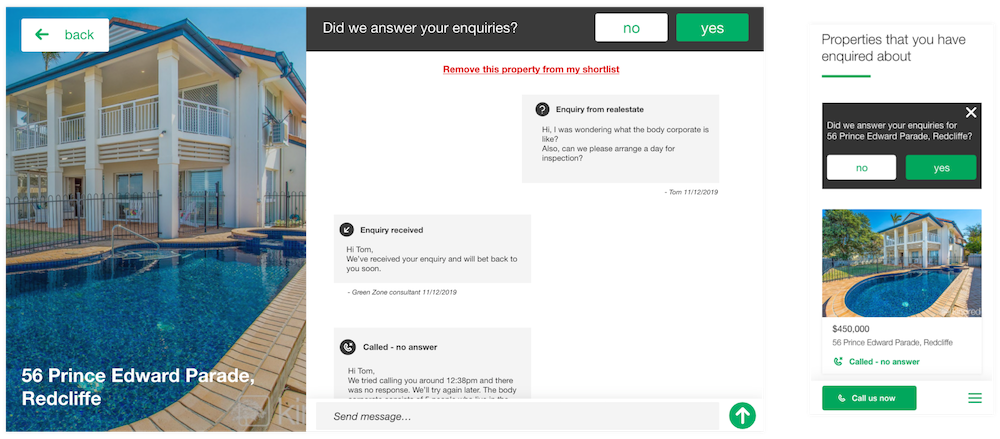 back
56 Prince Edward Parade,
Redcliffe
Did we answer your enquiries?
no
yes
Remove this property from my shortlist
Enquiry from realestate
Hi, I was wondering what the body corporate is
like?
Also, can we please arrange a day for
inspection?
- Tom 11/12/2019
Enquiry received
Hi Tom,
We've received your enquiry and will bet back to
you soon.
- Green Zone consultant 11/12/2019
Called - no answer
Hi Tom,
We tried calling you around 12:38pm and there
was no response. We'll try again later. The body
Send message...
Properties that you have
enquired about
Did we answer your enquiries for
56 Prince Edward Parade, Redcliffe?
no
yes
$450,000
56 Prince Edward Parade, Redcliffe
Called - no answer
Call us now